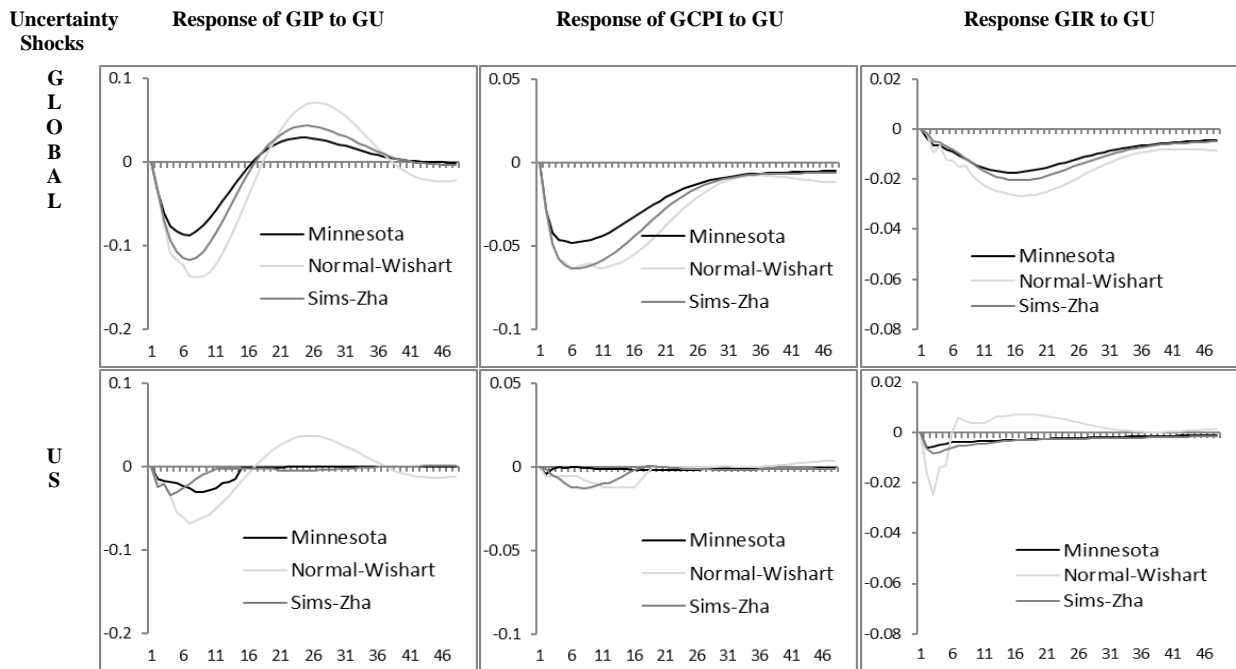 Uncertainty Shocks
Response of GIP to GU
Response of GCPI to GU
Response GIR to GU
G
L
O
B
A
L
0.1
0
-0.1
-0.2
Minnesota
Normal-Wishart
Sims-Zha
1 6 11 16 21 26 31 36 41 46
0.05
0
-0.05
-0.1
Minnesota
Normal-Wishart
Sims-Zha
1 6 11 16 21 26 31 36 41 46
0.02
0
-0.02
-0.04
-0.06
-0.08
Minnesota
Normal-Wishart
Sims-Zha
1 6 11 16 21 26 31 36 41 46
U
S
0.1
0
-0.1
-0.2
Minnesota
Normal-Wishart
Sims-Zha
1 6 11 16 21 26 31 36 41 46
0.05
0
-0.05
-0.1
Minnesota
Normal-Wishart
Sims-Zha
1 6 11 16 21 26 31 36 41 46
0.02
0
-0.02
-0.04
-0.06
-0.08
Minnesota
Normal-Wishart
Sims-Zha
1 6 11 16 21 26 31 36 41 46